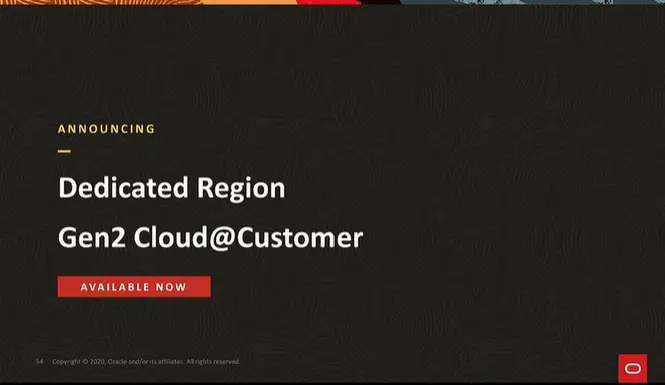 ANNOUNCING
Dedicated Region
Gen2 Cloud@Customer
AVAILABLE NOW
54 Copyright © 2020, Oracle and/or its affiliates. All rights reserved.